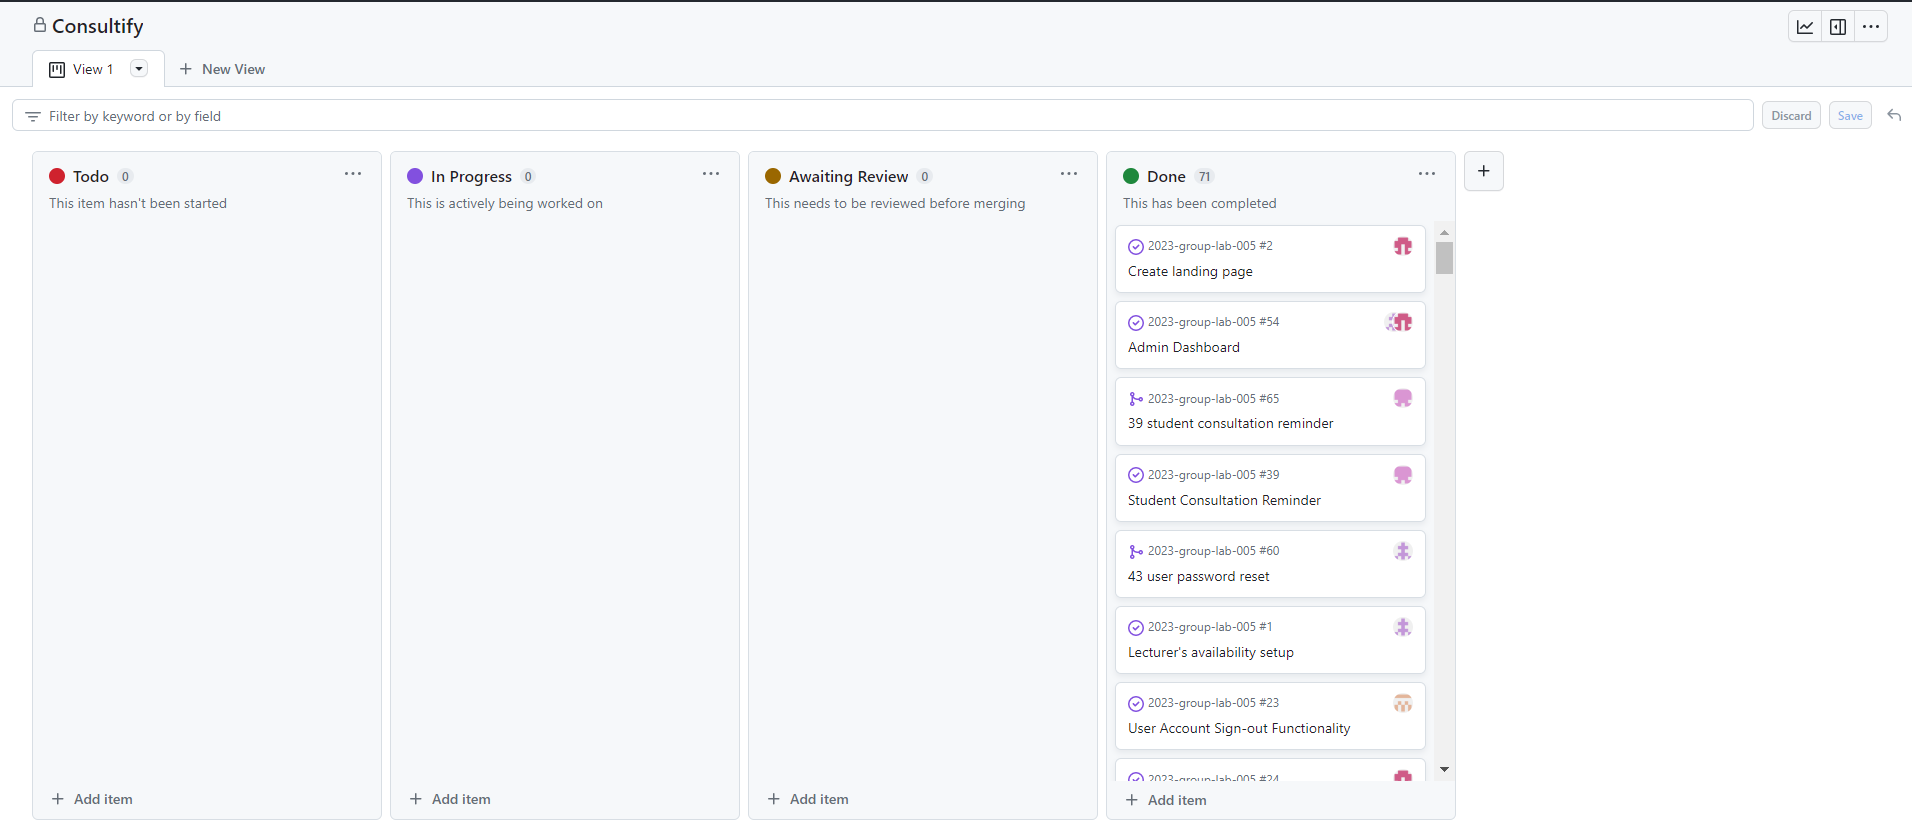 Consultify
View 1
New View
Filter by keyword or by field
Discard
Save
Todo 0
This item hasn't been started
Add item
In Progress 0
This is actively being worked on
Add item
Awaiting Review 0
This needs to be reviewed before merging
Add item
Done 71
This has been completed
2023-group-lab-005 #2
Create landing page
2023-group-lab-005 #54
Admin Dashboard
2023-group-lab-005 #65
39 student consultation reminder
2023-group-lab-005 #39
Student Consultation Reminder
2023-group-lab-005 #60
43 user password reset
2023-group-lab-005 #1
Lecturer's availability setup
2023-group-lab-005 #23
User Account Sign-out Functionality
2023-group-lab-005 #24
Add item